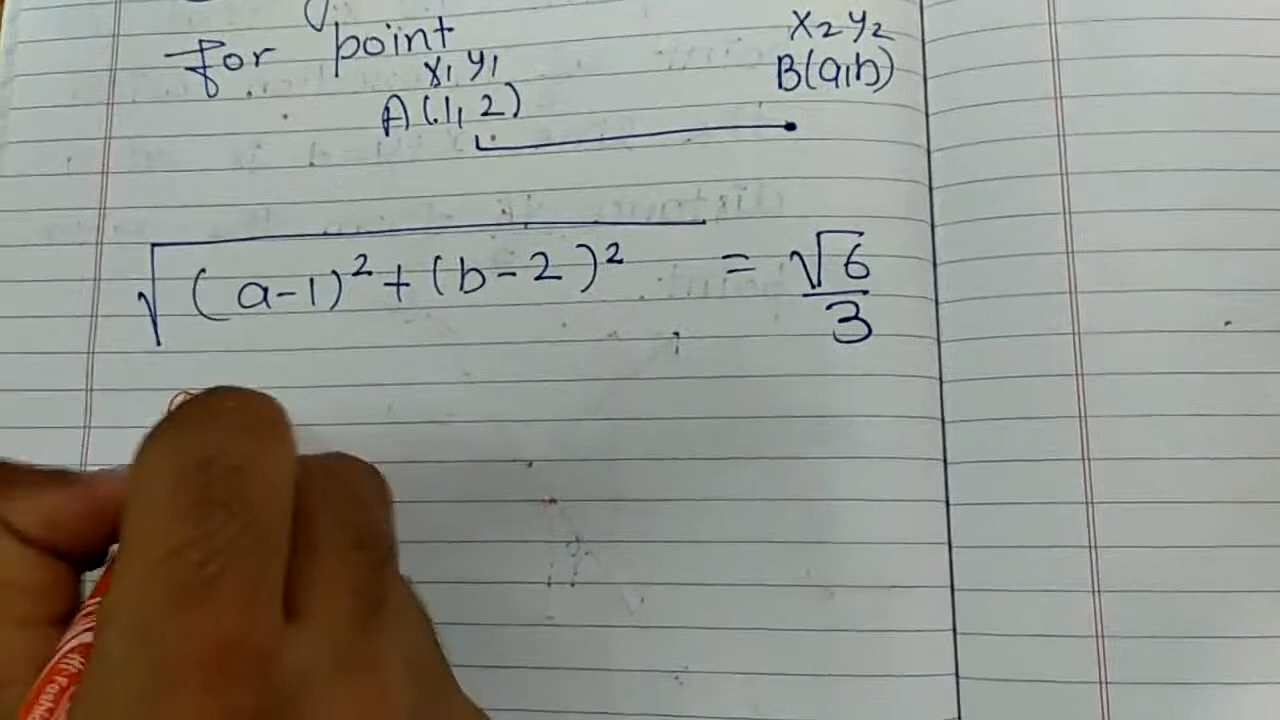 for point
x₁ y₁
A(1, 2)
x₂ y₂
B(a,b)
√(a-1)² + (b-2)² = √6/3